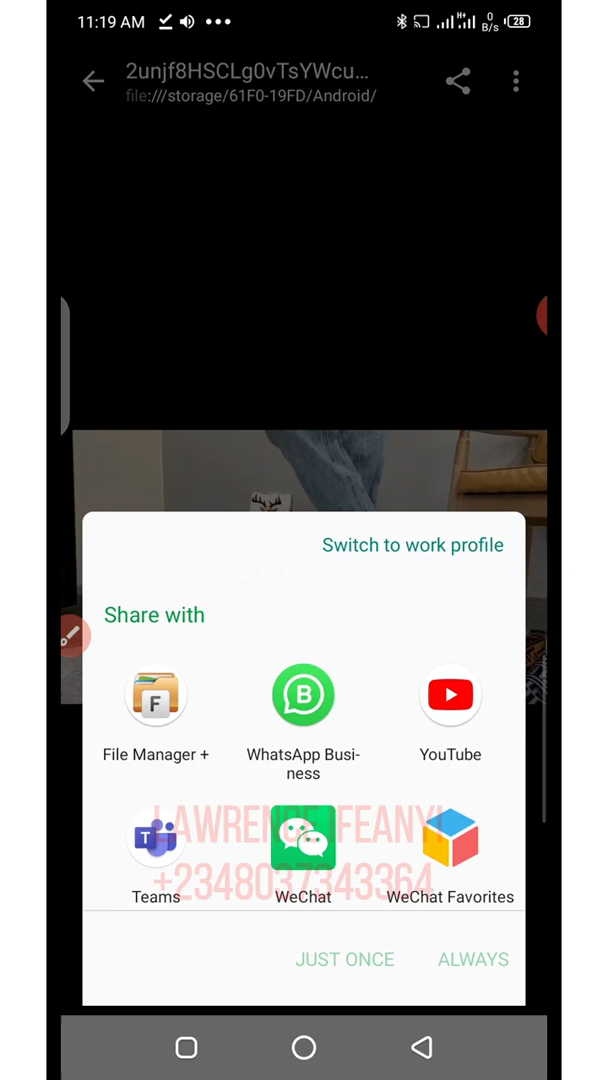 11:19 AM
0 B/s
28
2unjf8HSCLg0vTsYWcu...
file:///storage/61F0-19FD/Android/
Switch to work profile
Share with
File Manager +
WhatsApp Busi-
ness
YouTube
LAWRENCE IFEANYI
+2348037343364
Teams
WeChat
WeChat Favorites
JUST ONCE
ALWAYS